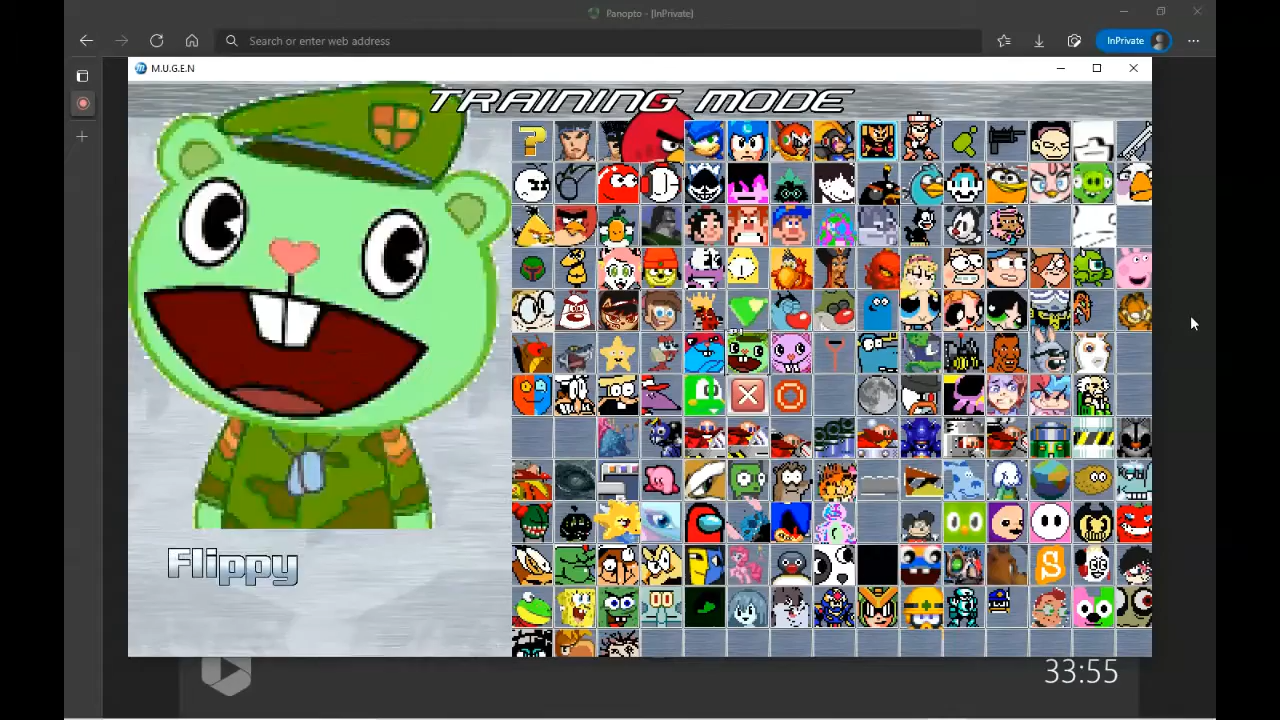 Panopto - [InPrivate]
Search or enter web address
InPrivate
M.U.G.E.N
TRAINING MODE
Flippy
33:55